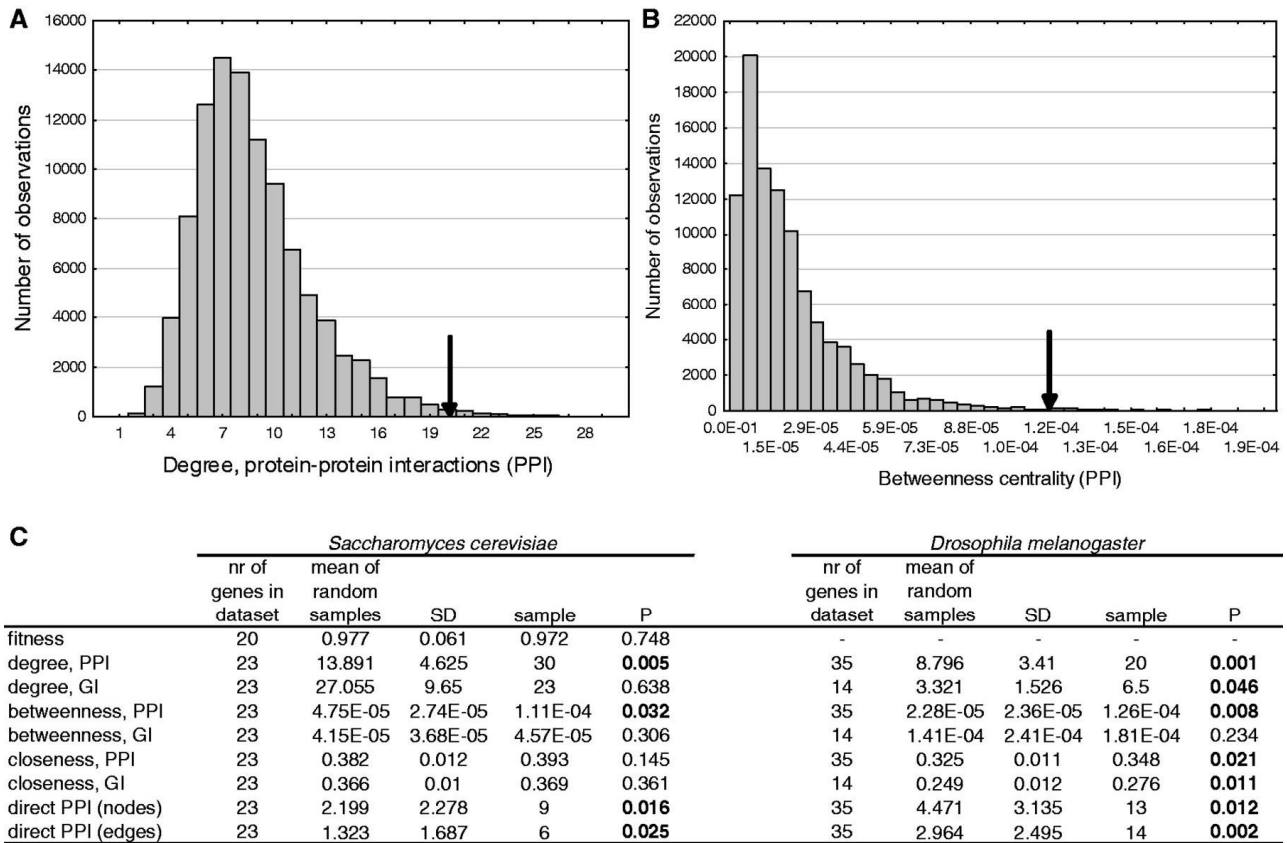 A
16000
14000
12000
10000
8000
6000
4000
2000
0
Number of observations
1 4 7 10 13 16 19 22 25 28
Degree, protein-protein interactions (PPI)
B
22000
20000
18000
16000
14000
12000
10000
8000
6000
4000
2000
0
Number of observations
0.0E-01 2.9E-05 5.9E-05 8.8E-05 1.2E-04 1.5E-04 1.8E-04
1.5E-05 4.4E-05 7.3E-05 1.0E-04 1.3E-04 1.6E-04 1.9E-04
Betweenness centrality (PPI)
C
Saccharomyces cerevisiae Drosophila melanogaster
nr of mean of nr of mean of
genes in random genes in random
dataset samples SD sample P dataset samples SD sample P
fitness 20 0.977 0.061 0.972 0.748 - - - - -
degree, PPI 23 13.891 4.625 30 0.005 35 8.796 3.41 20 0.001
degree, GI 23 27.055 9.65 23 0.638 14 3.321 1.526 6.5 0.046
betweenness, PPI 23 4.75E-05 2.74E-05 1.11E-04 0.032 35 2.28E-05 2.36E-05 1.26E-04 0.008
betweenness, GI 23 4.15E-05 3.68E-05 4.57E-05 0.306 14 1.41E-04 2.41E-04 1.81E-04 0.234
closeness, PPI 23 0.382 0.012 0.393 0.145 35 0.325 0.011 0.348 0.021
closeness, GI 23 0.366 0.01 0.369 0.361 14 0.249 0.012 0.276 0.011
direct PPI (nodes) 23 2.199 2.278 9 0.016 35 4.471 3.135 13 0.012
direct PPI (edges) 23 1.323 1.687 6 0.025 35 2.964 2.495 14 0.002